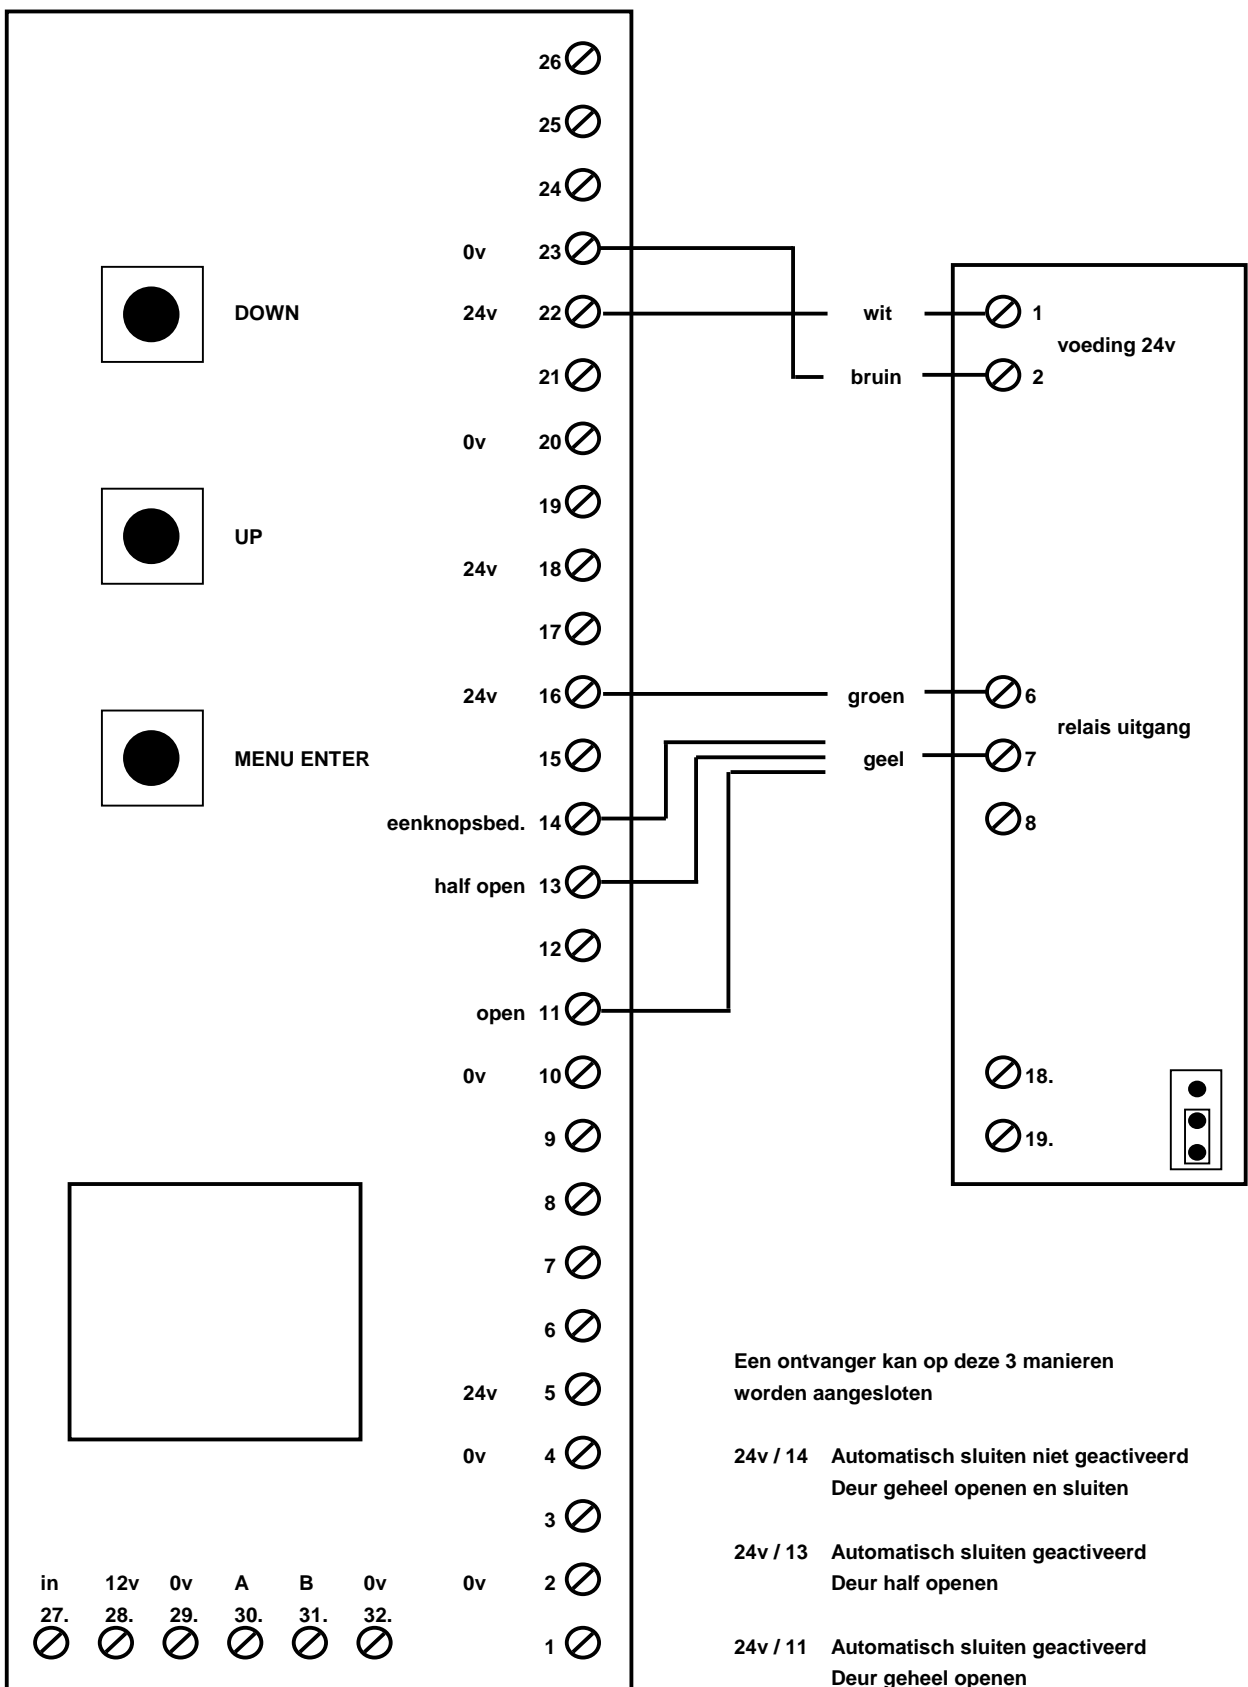 26
25
24
0v 23
DOWN 24v 22 wit 1
voeding 24v
21 bruin 2
0v 20
19
UP
24v 18
17
24v 16 groen 6
relais uitgang
MENU ENTER 15 geel 7
eenknopsbed. 14 8
half open 13
12
open 11
0v 10 18.
9 19.
8
7
6
Een ontvanger kan op deze 3 manieren
24v 5 worden aangesloten
0v 4 24v / 14 Automatisch sluiten niet geactiveerd
Deur geheel openen en sluiten
3
24v / 13 Automatisch sluiten geactiveerd
in 12v 0v A B 0v 0v 2 Deur half openen
27. 28. 29. 30. 31. 32.
1 24v / 11 Automatisch sluiten geactiveerd
Deur geheel openen